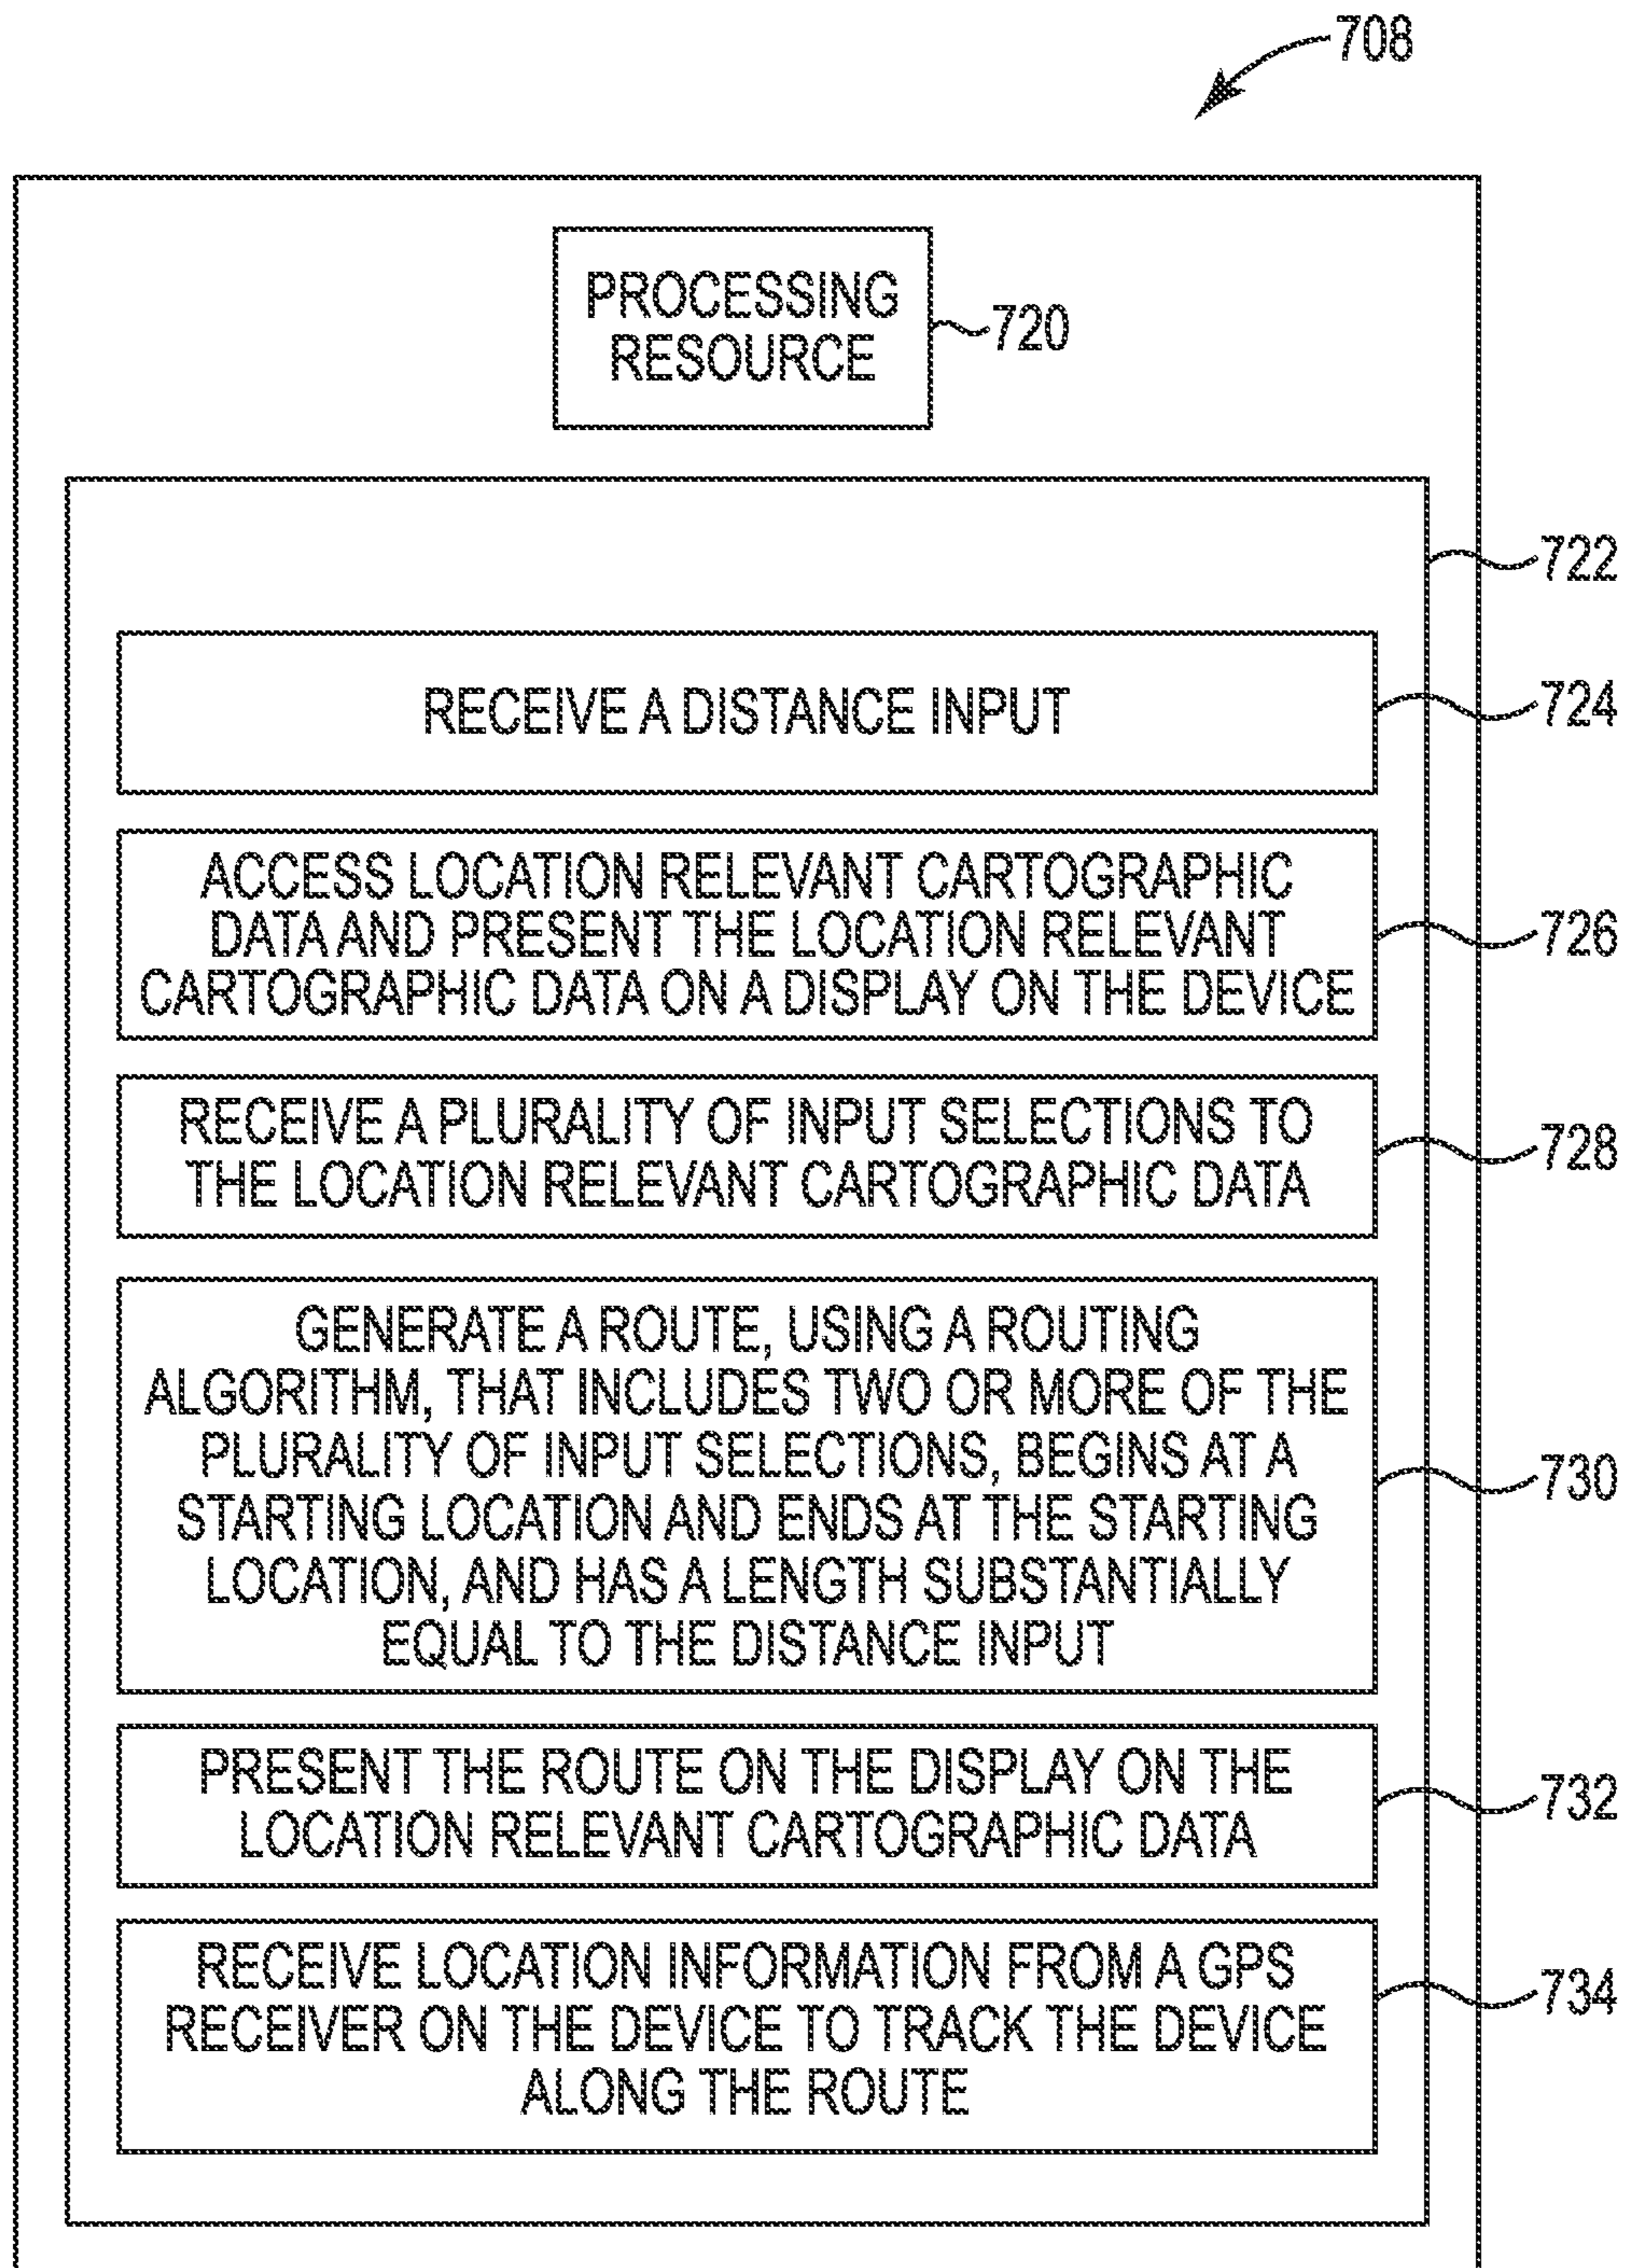 708
PROCESSING
RESOURCE
720
722
RECEIVE A DISTANCE INPUT
724
ACCESS LOCATION RELEVANT CARTOGRAPHIC
DATA AND PRESENT THE LOCATION RELEVANT
CARTOGRAPHIC DATA ON A DISPLAY ON THE DEVICE
726
RECEIVE A PLURALITY OF INPUT SELECTIONS TO
THE LOCATION RELEVANT CARTOGRAPHIC DATA
728
GENERATE A ROUTE, USING A ROUTING
ALGORITHM, THAT INCLUDES TWO OR MORE OF THE
PLURALITY OF INPUT SELECTIONS, BEGINS AT A
STARTING LOCATION AND ENDS AT THE STARTING
LOCATION, AND HAS A LENGTH SUBSTANTIALLY
EQUAL TO THE DISTANCE INPUT
730
PRESENT THE ROUTE ON THE DISPLAY ON THE
LOCATION RELEVANT CARTOGRAPHIC DATA
732
RECEIVE LOCATION INFORMATION FROM A GPS
RECEIVER ON THE DEVICE TO TRACK THE DEVICE
ALONG THE ROUTE
734